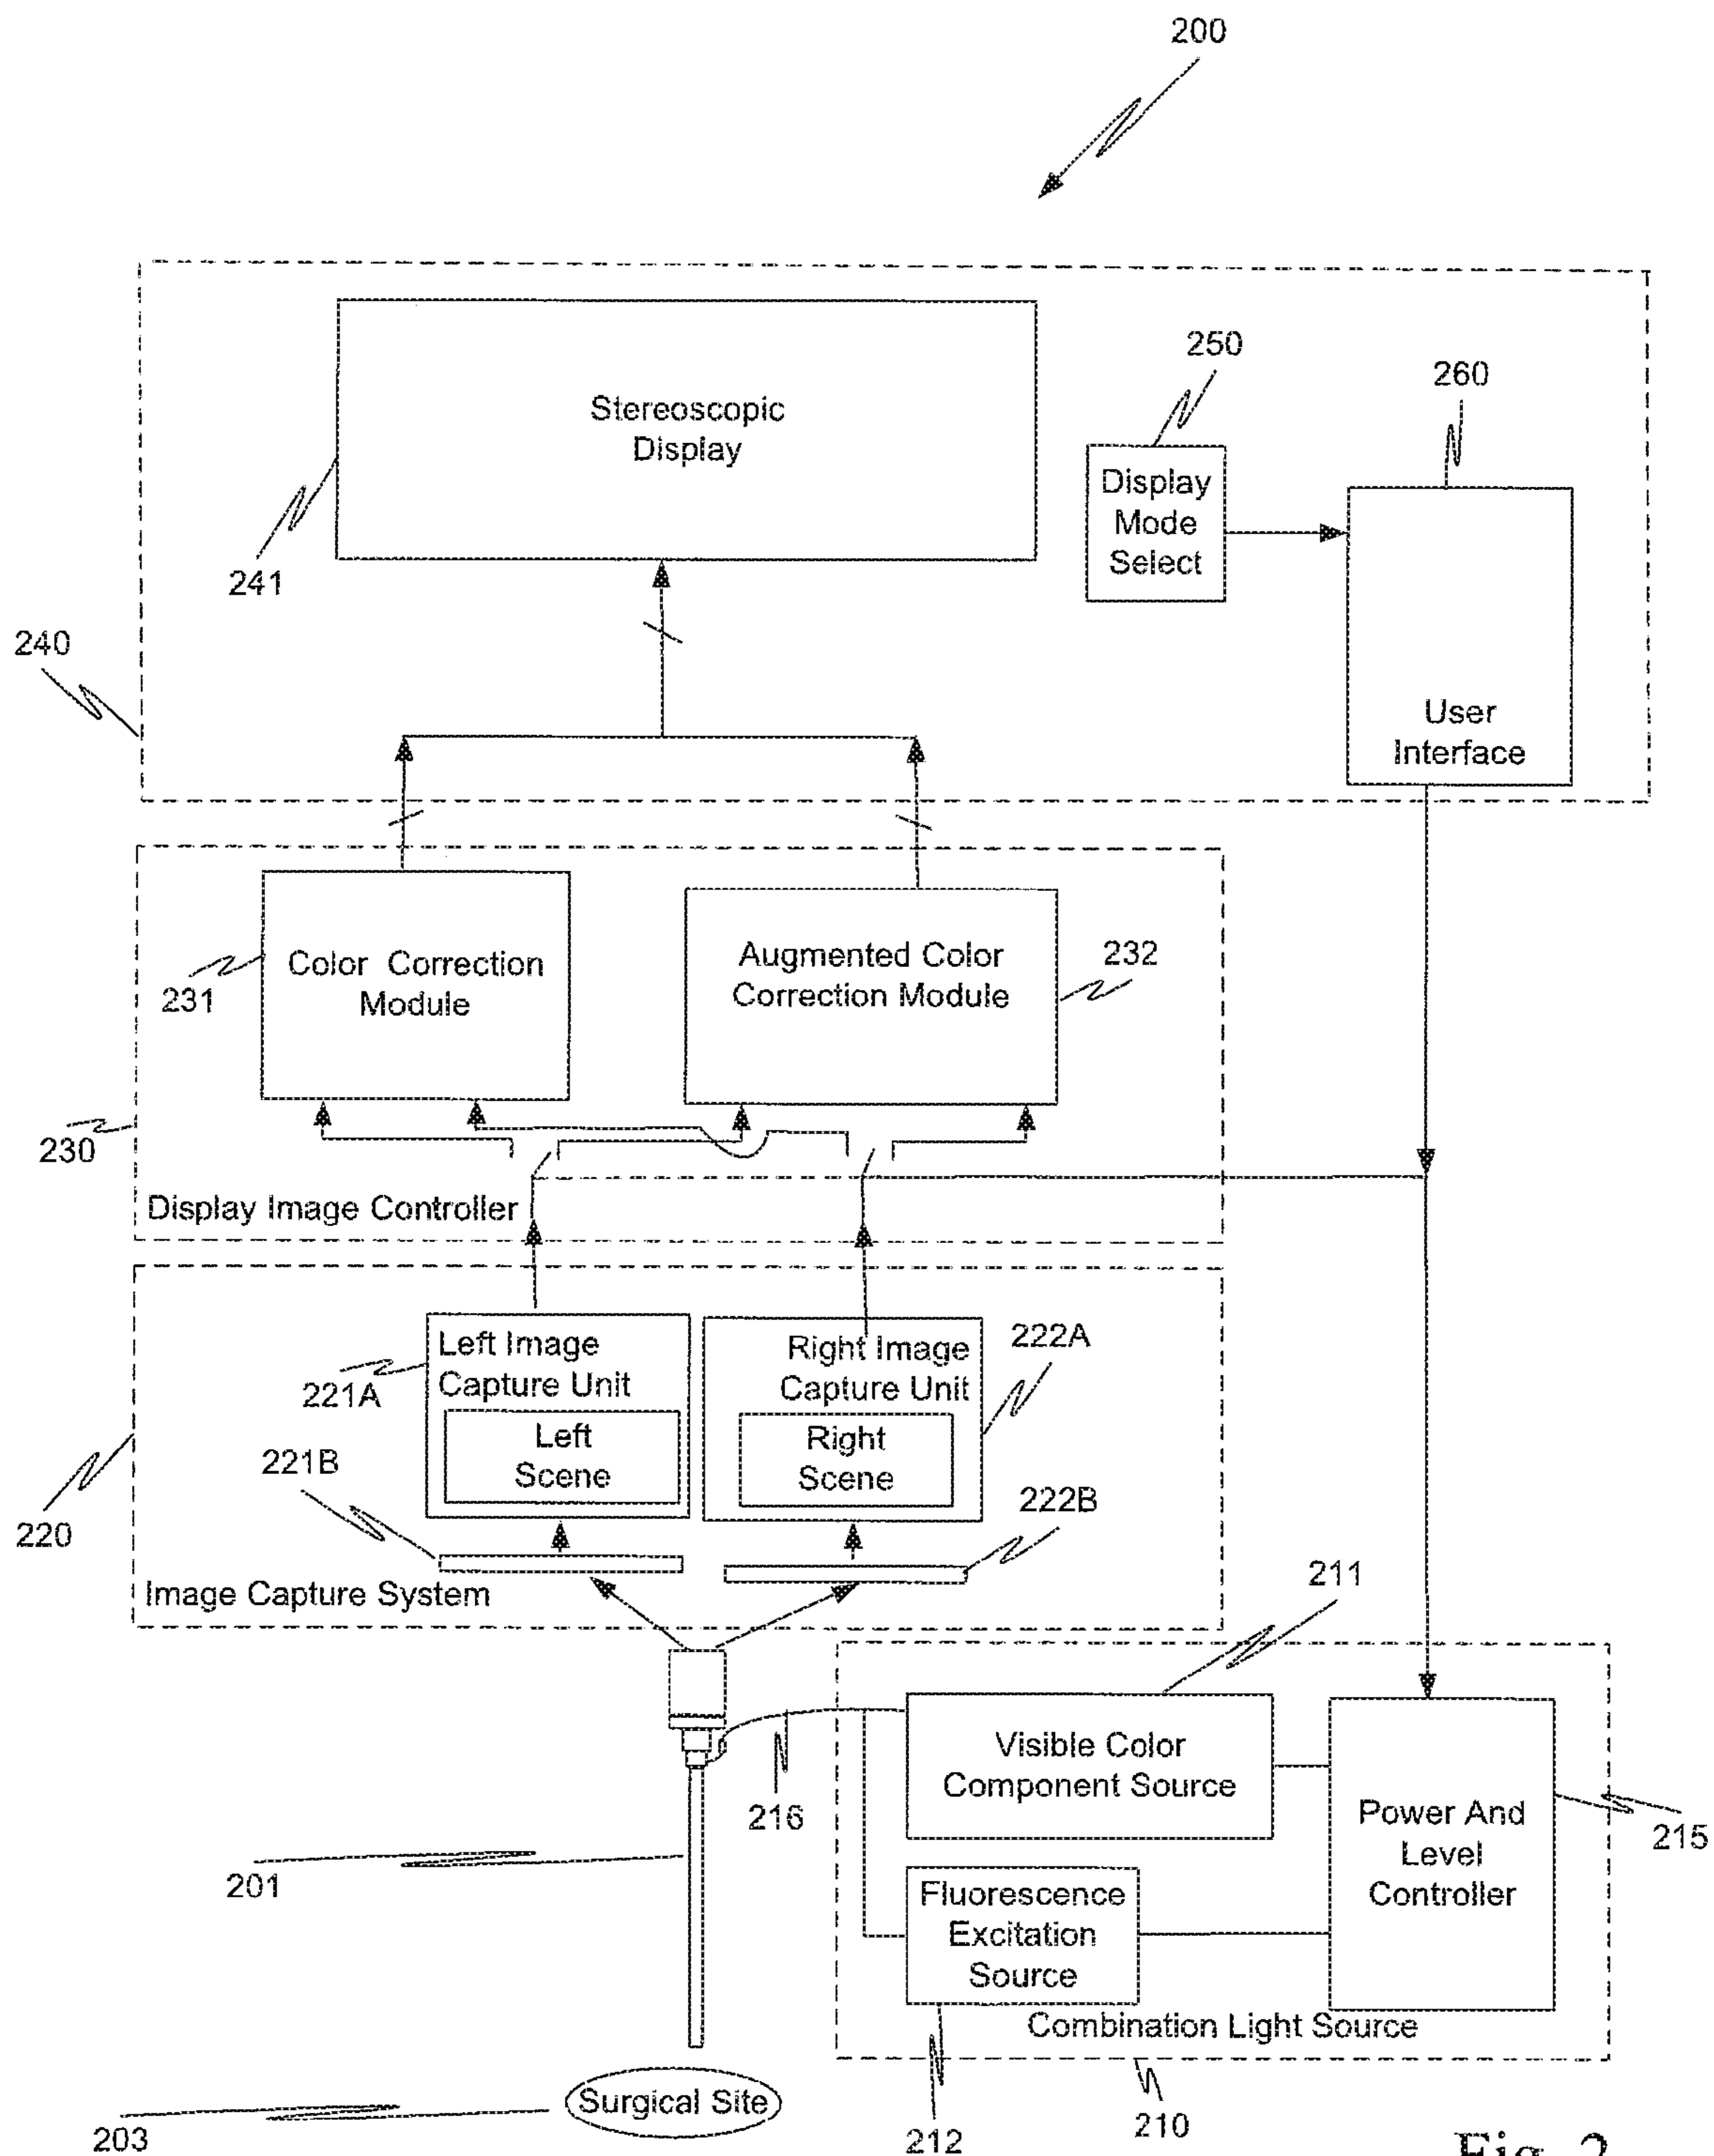 200
Stereoscopic
Display
241
250
Display
Mode
Select
260
User
Interface
240
Color Correction
Module
231
Augmented Color
Correction Module
232
230
Display Image Controller
Left Image
Capture Unit
221A
Left
Scene
Right Image
Capture Unit
222A
Right
Scene
221B
222B
220
Image Capture System
211
Visible Color
Component Source
216
Power And
Level
Controller
215
201
Fluorescence
Excitation
Source
Combination Light Source
Surgical Site
203
212
210
Fig. 2